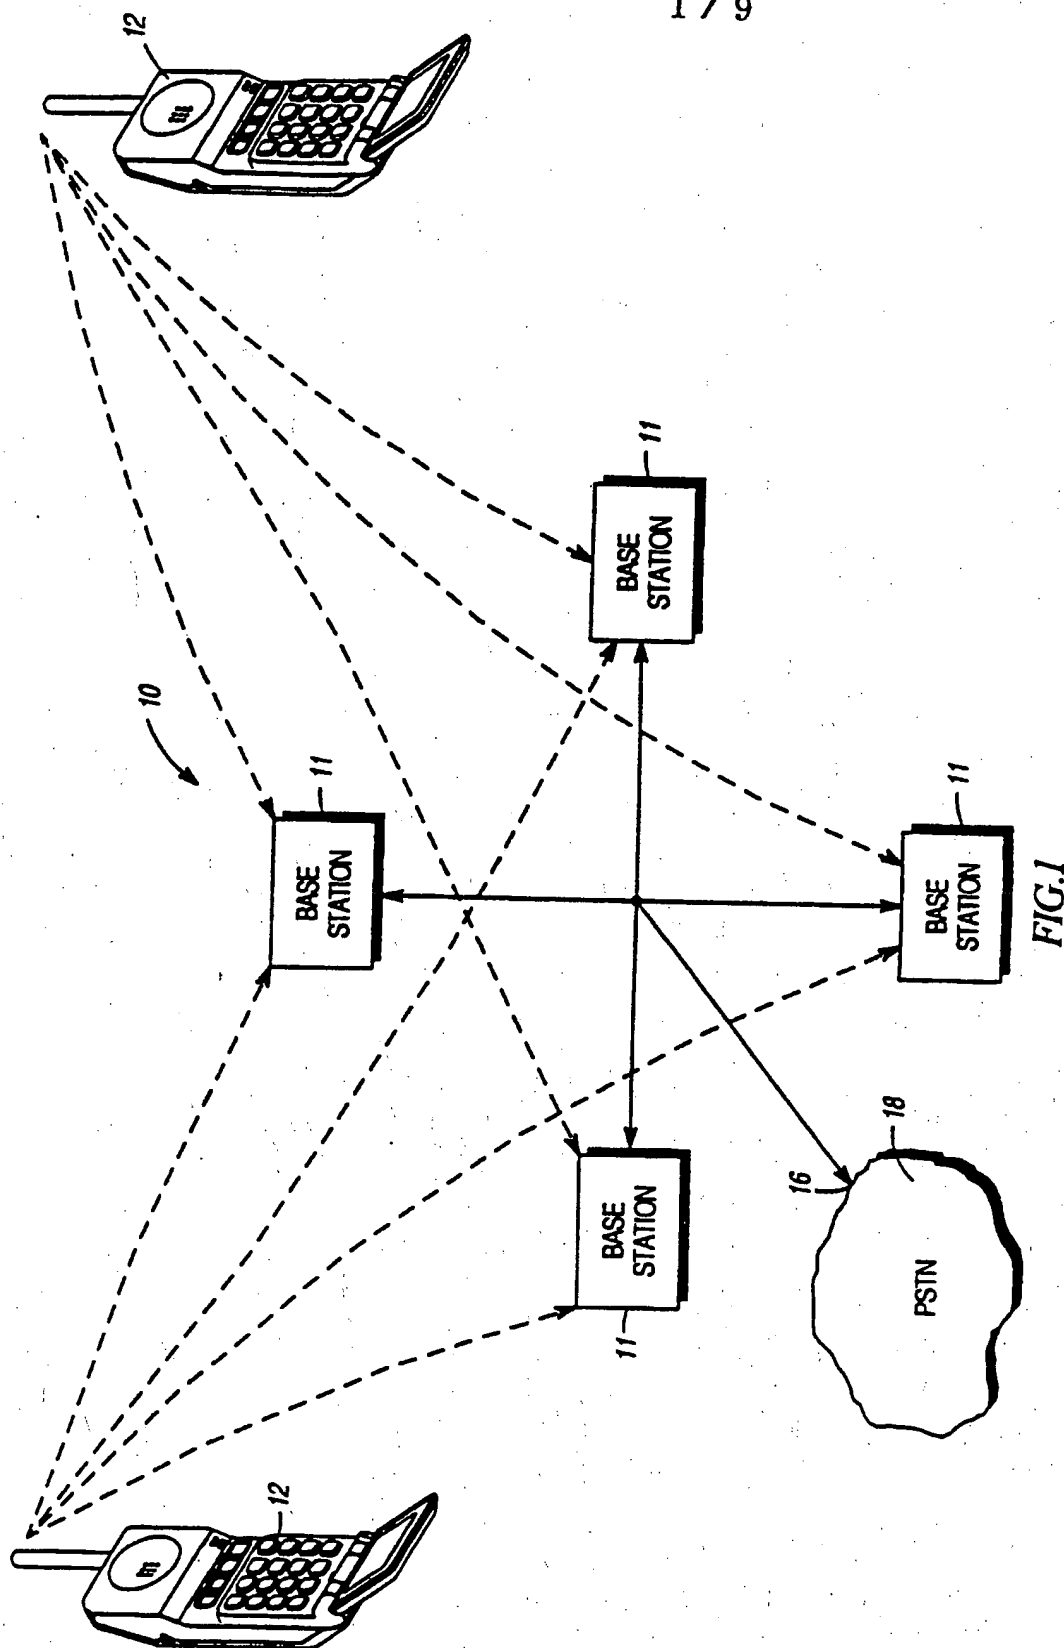 1 / 9
12
10
11
BASE
STATION
11
BASE
STATION
BASE
STATION
11
11
BASE
STATION
12
16
18
PSTN
FIG.1